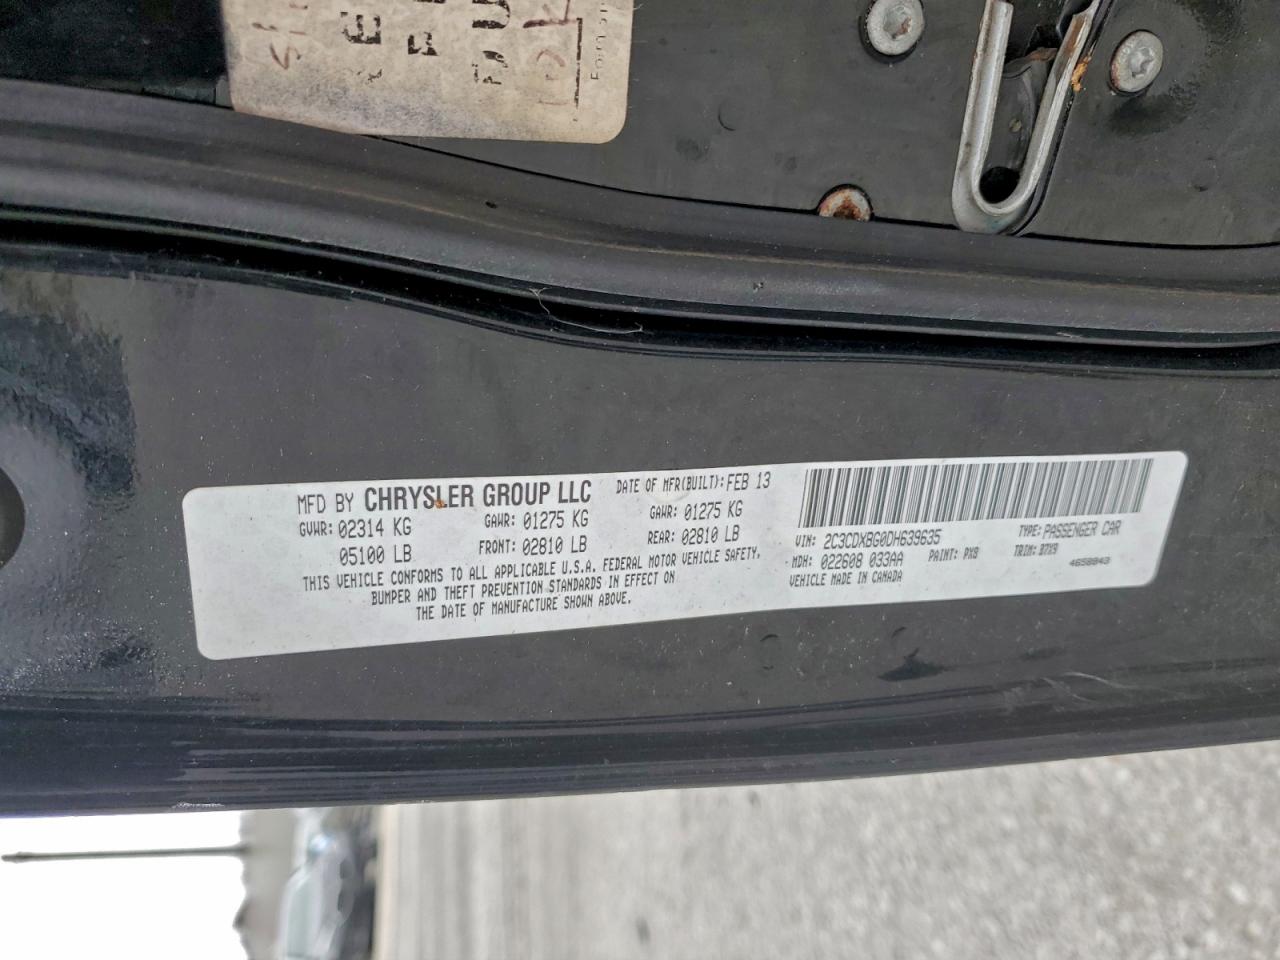 MFD BY CHRYSLER GROUP LLC DATE OF MFR(BUILT): FEB 13
GVWR: 02314 KG GAWR: 01275 KG GAWR: 01275 KG
05100 LB FRONT: 02810 LB REAR: 02810 LB
THIS VEHICLE CONFORMS TO ALL APPLICABLE U.S.A. FEDERAL MOTOR VEHICLE SAFETY,
BUMPER AND THEFT PREVENTION STANDARDS IN EFFECT ON
THE DATE OF MANUFACTURE SHOWN ABOVE.
VIN: 2C3CDXBG0DH639635 TYPE: PASSENGER CAR
MDH: 022608 033AA PAINT: PX8 TRIM: B7X9
VEHICLE MADE IN CANADA 4658843